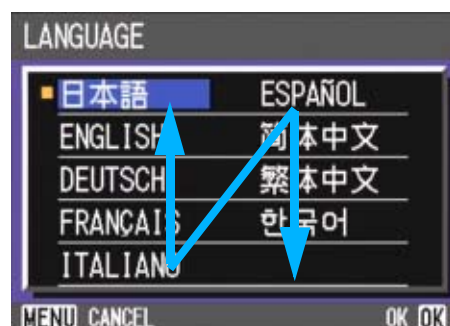 LANGUAGE
日本語
ENGLISH
DEUTSCH
FRANÇAIS
ITALIANO
ESPAÑOL
简体中文
繁体中文
한국어
MENU CANCEL
OK OK